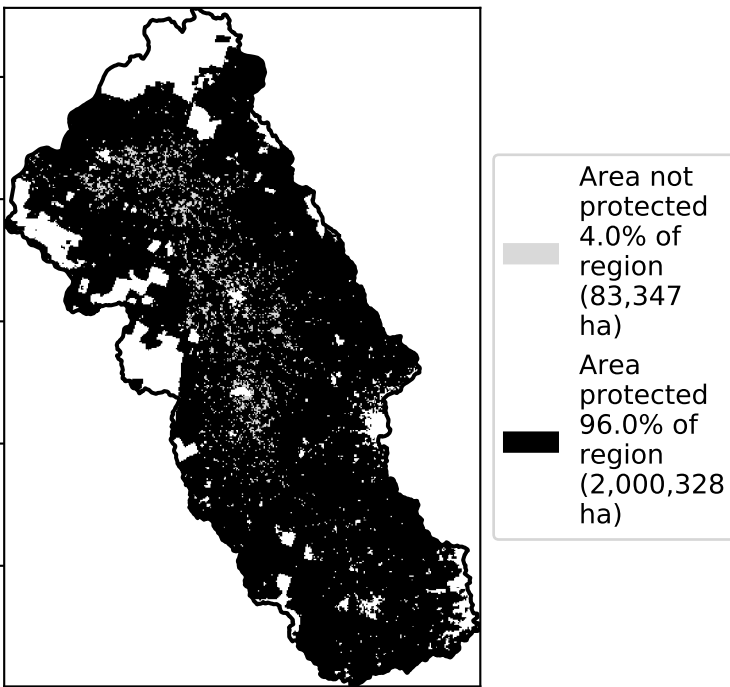 Area not
protected
4.0% of
region
(83,347
ha)
Area
protected
96.0% of
region
(2,000,328
ha)